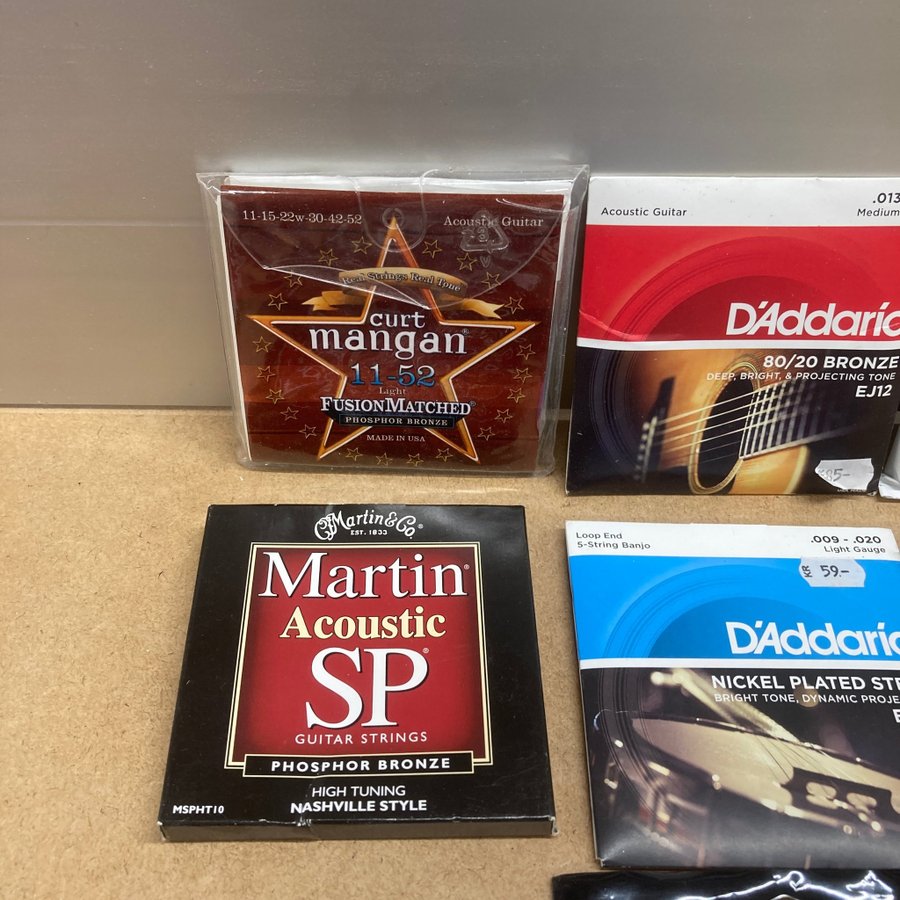 11-15-22w-30-42-52
Acoustic Guitar
Real Strings Real Tone
curt
mangan®
11-52
Light
FUSIONMATCHED®
PHOSPHOR BRONZE
MADE IN USA
Acoustic Guitar
.013
Medium
D'Addario
80/20 BRONZE
DEEP, BRIGHT, & PROJECTING TONE
EJ12
85-
C.F. Martin & Co.®
EST. 1833
Martin®
Acoustic
SP®
GUITAR STRINGS
PHOSPHOR BRONZE
HIGH TUNING
NASHVILLE STYLE
MSPHT10
Loop End
5-String Banjo
.009 - .020
Light Gauge
KR 59.-
D'Addario
NICKEL PLATED STE
BRIGHT TONE, DYNAMIC PROJE